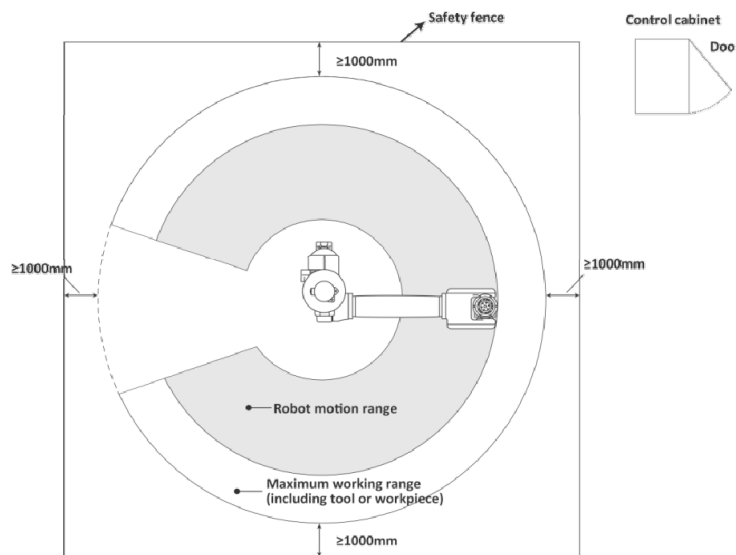 Safety fence
Control cabinet
Doo
≥1000mm
≥1000mm
≥1000mm
Robot motion range
Maximum working range
(including tool or workpiece)
≥1000mm